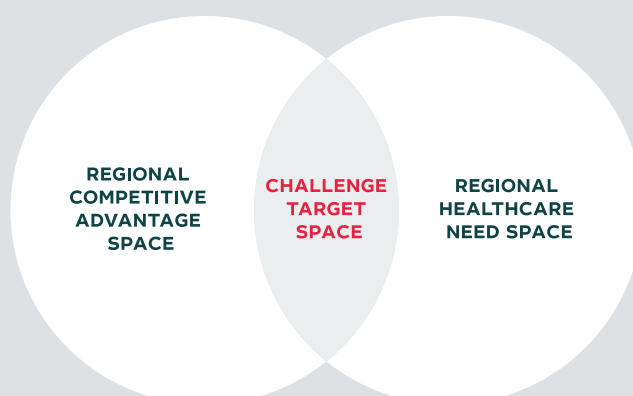 REGIONAL
COMPETITIVE
ADVANTAGE
SPACE
CHALLENGE
TARGET
SPACE
REGIONAL
HEALTHCARE
NEED SPACE